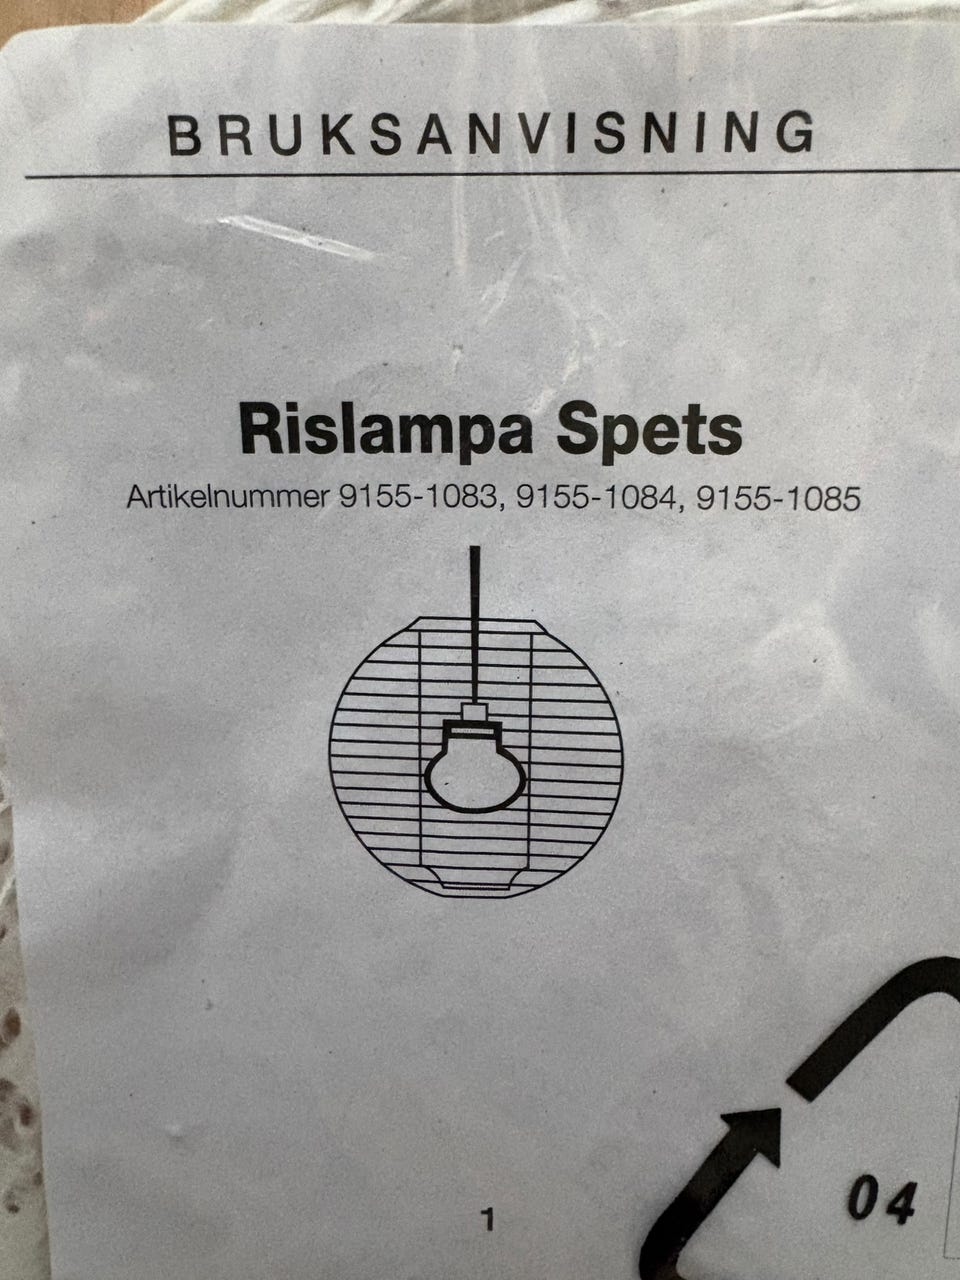 BRUKSANVISNING
Rislampa Spets
Artikelnummer 9155-1083, 9155-1084, 9155-1085
04
1